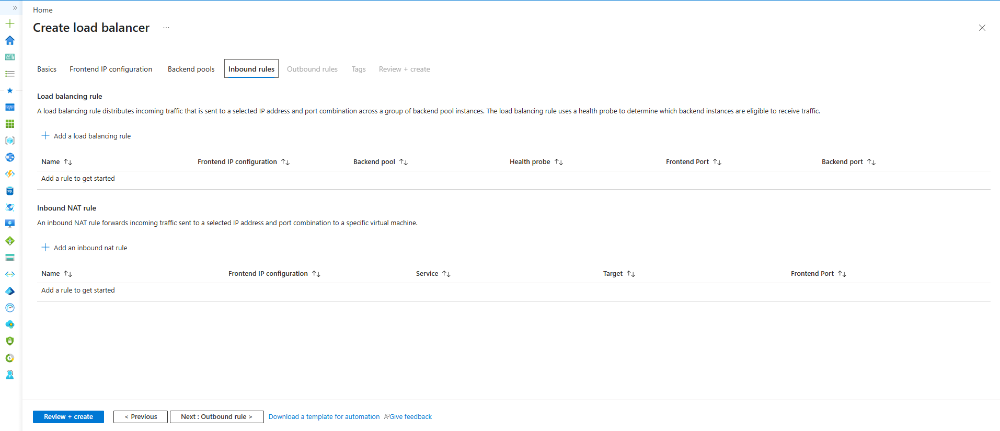 Home
Create load balancer ...
Basics Frontend IP configuration Backend pools Inbound rules Outbound rules Tags Review + create
Load balancing rule
A load balancing rule distributes incoming traffic that is sent to a selected IP address and port combination across a group of backend pool instances. The load balancing rule uses a health probe to determine which backend instances are eligible to receive traffic.
Add a load balancing rule
Name Frontend IP configuration Backend pool Health probe Frontend Port Backend port
Add a rule to get started
Inbound NAT rule
An inbound NAT rule forwards incoming traffic sent to a selected IP address and port combination to a specific virtual machine.
Add an inbound nat rule
Name Frontend IP configuration Service Target Frontend Port
Add a rule to get started
SQL
Review + create < Previous Next : Outbound rule > Download a template for automation Give feedback